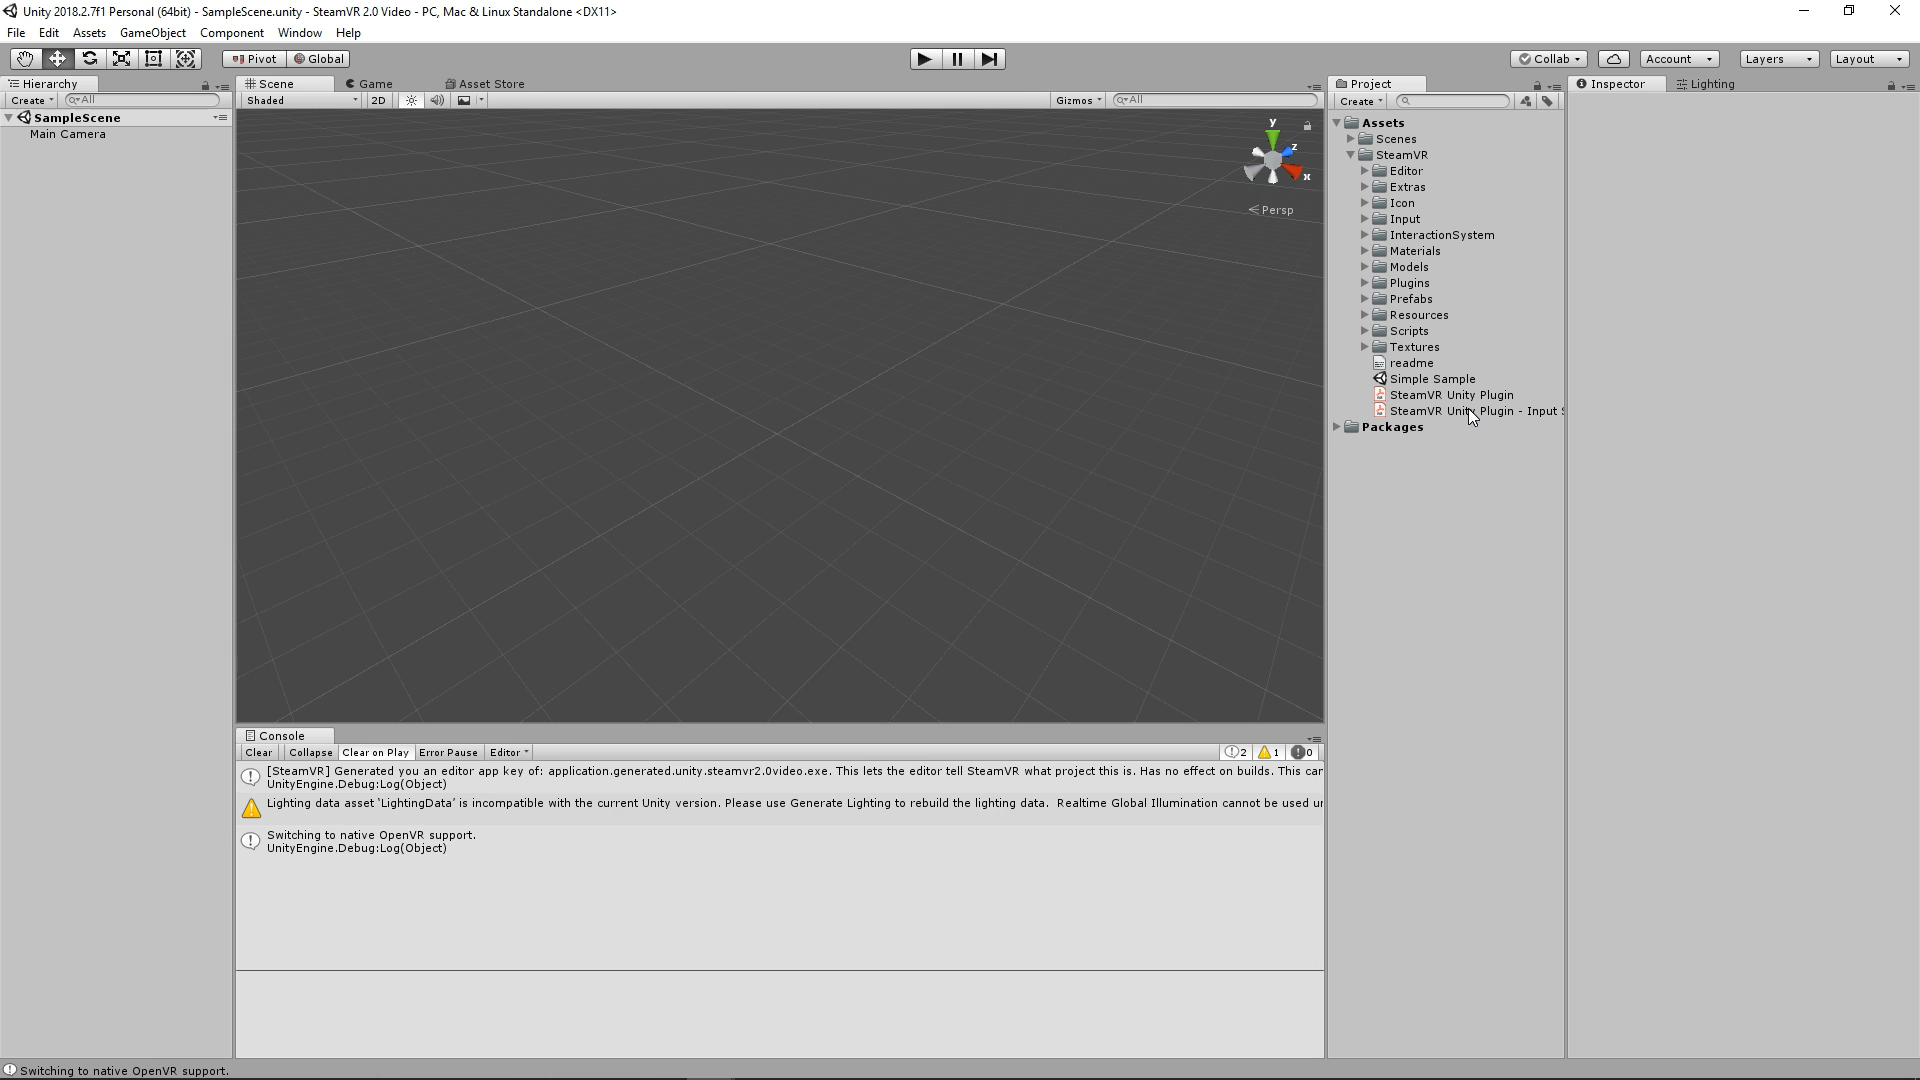 Unity 2018.2.7f1 Personal (64bit) - SampleScene.unity - SteamVR 2.0 Video - PC, Mac & Linux Standalone <DX11>
File Edit Assets GameObject Component Window Help
Pivot Global Collab Account Layers Layout
Hierarchy
Create All
SampleScene
Main Camera
Scene Game Asset Store
Shaded 2D Gizmos All
y
z
x
Persp
Console
Clear Collapse Clear on Play Error Pause Editor 2 1 0
[SteamVR] Generated you an editor app key of: application.generated.unity.steamvr2.0video.exe. This lets the editor tell SteamVR what project this is. Has no effect on builds. This can
UnityEngine.Debug:Log(Object)
Lighting data asset 'LightingData' is incompatible with the current Unity version. Please use Generate Lighting to rebuild the lighting data. Realtime Global Illumination cannot be used
Switching to native OpenVR support.
UnityEngine.Debug:Log(Object)
Project
Create
Assets
Scenes
SteamVR
Editor
Extras
Icon
Input
InteractionSystem
Materials
Models
Plugins
Prefabs
Resources
Scripts
Textures
readme
Simple Sample
SteamVR Unity Plugin
SteamVR Unity Plugin - Input
Packages
Inspector Lighting
Switching to native OpenVR support.